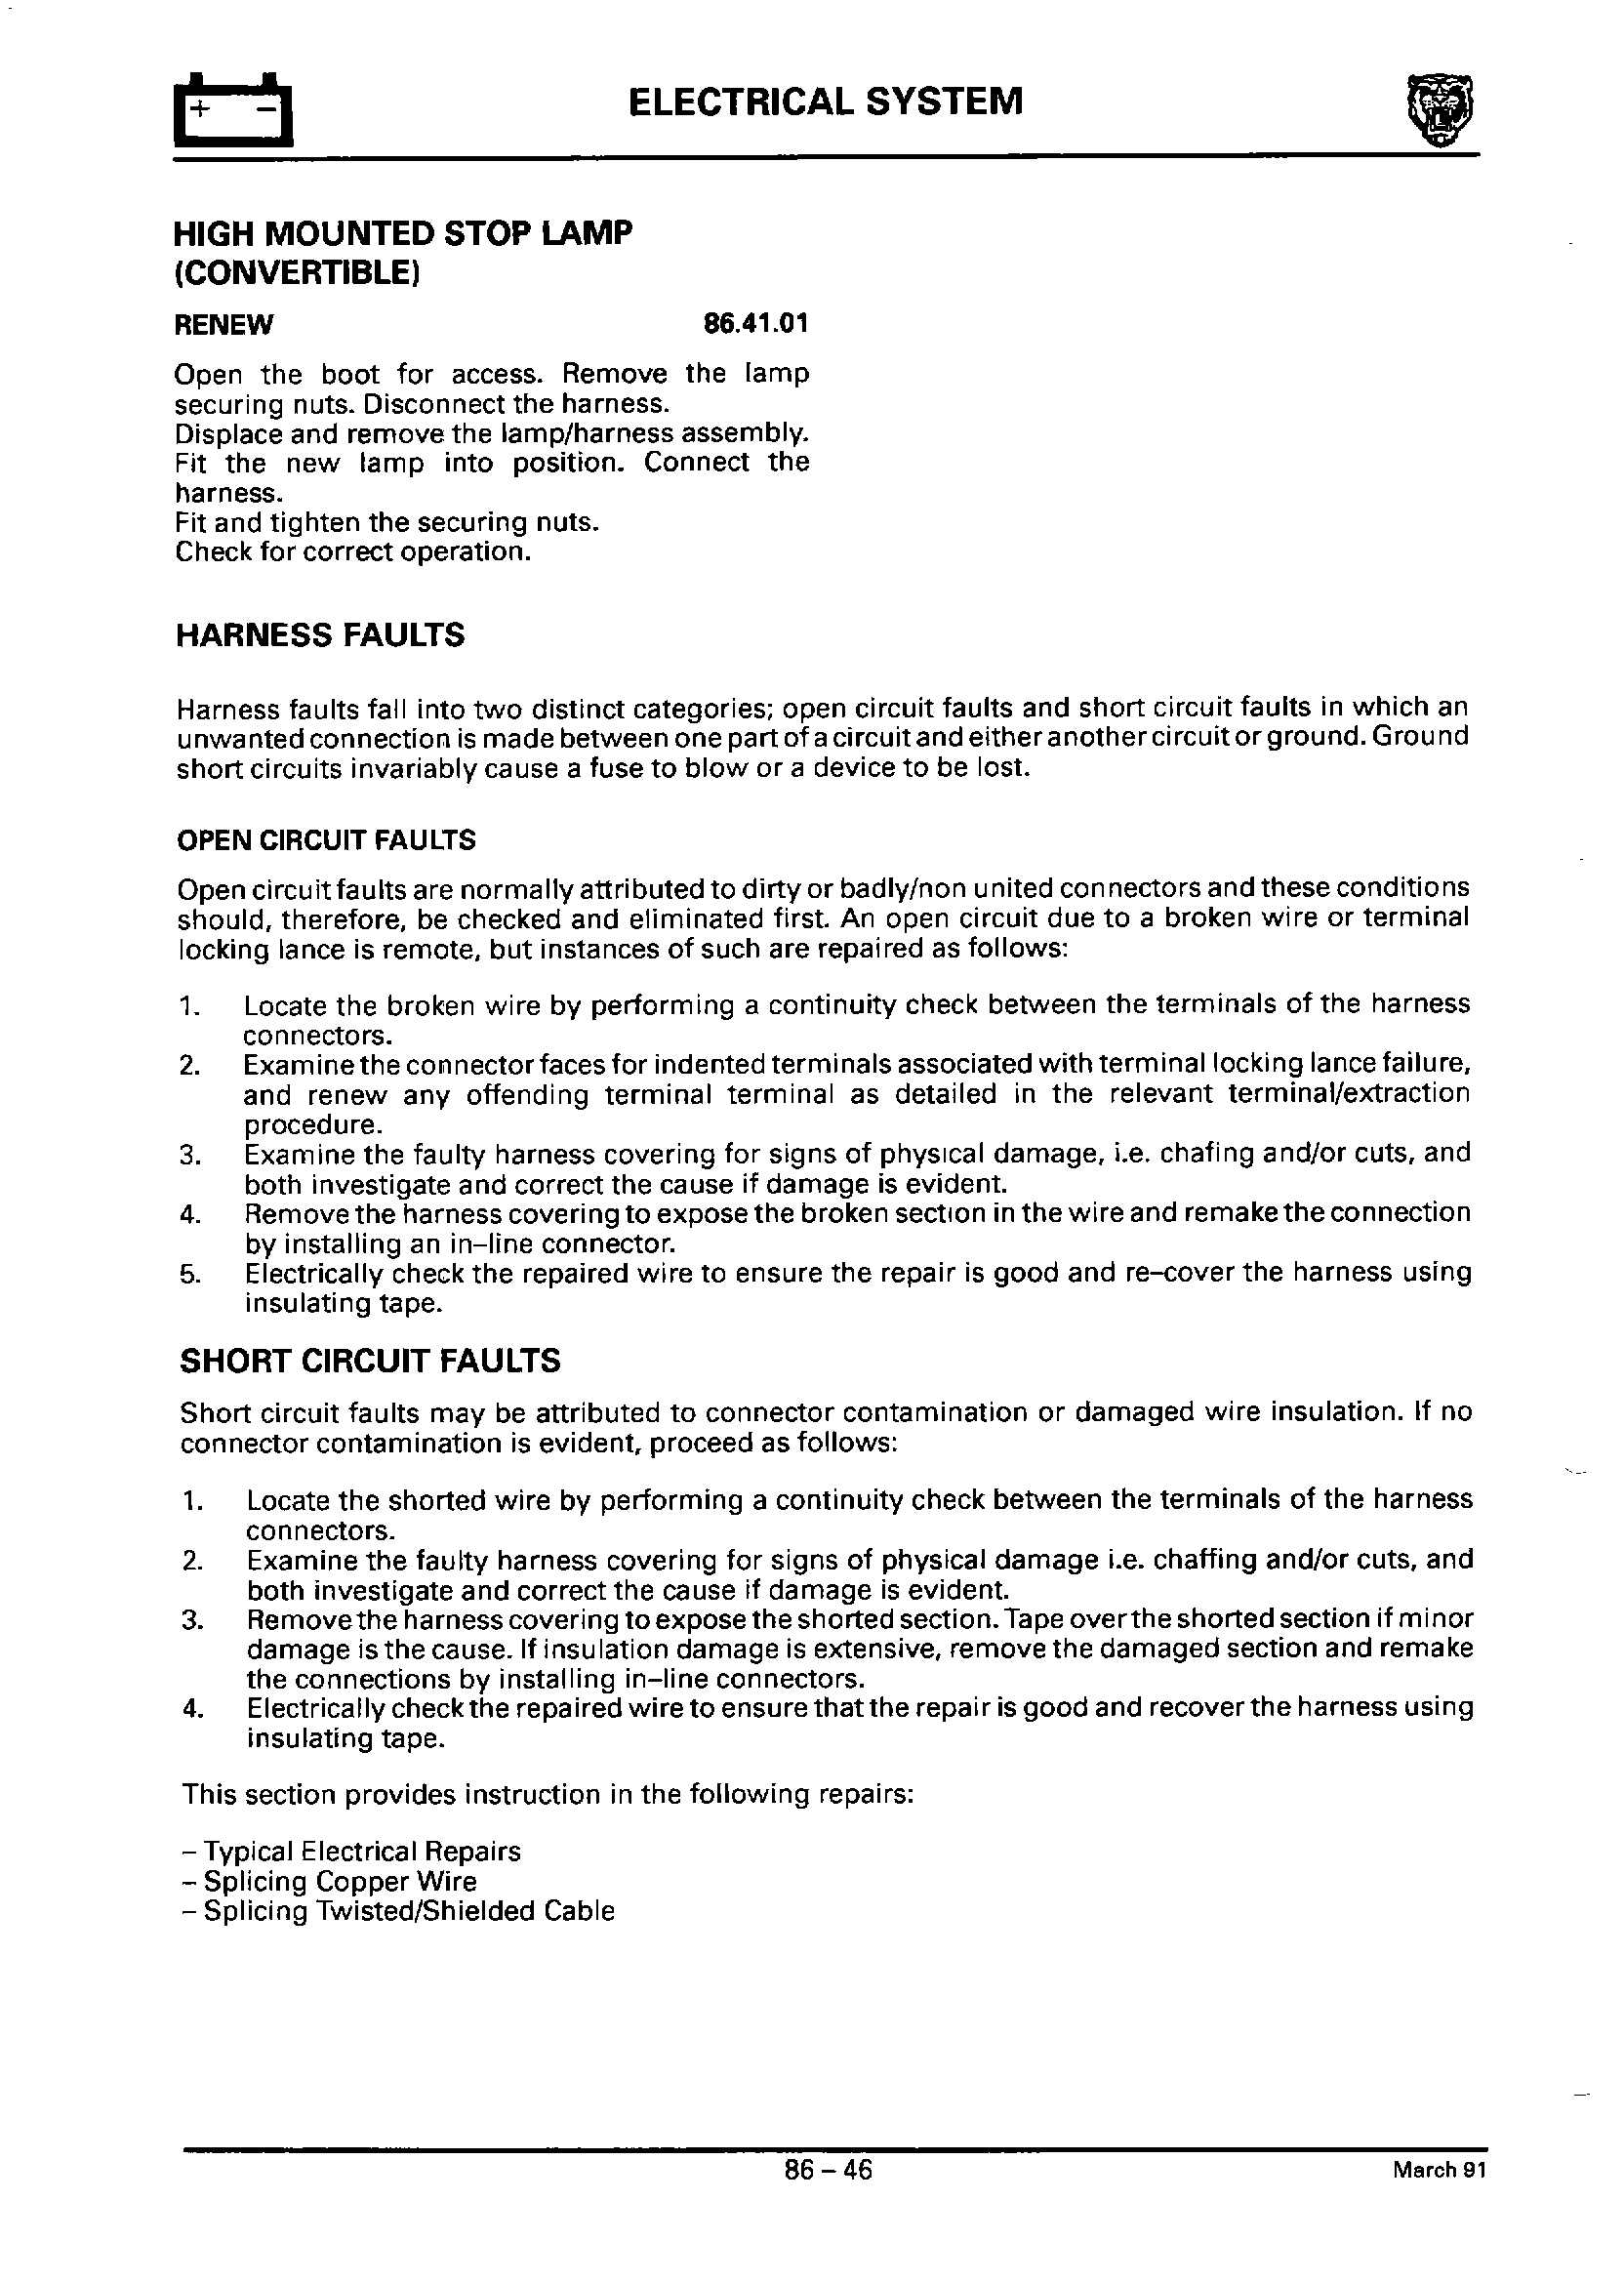 + −
ELECTRICAL SYSTEM
HIGH MOUNTED STOP LAMP
(CONVERTIBLE)
RENEW 86.41.01
Open the boot for access. Remove the lamp
securing nuts. Disconnect the harness.
Displace and remove the lamp/harness assembly.
Fit the new lamp into position. Connect the
harness.
Fit and tighten the securing nuts.
Check for correct operation.
HARNESS FAULTS
Harness faults fall into two distinct categories; open circuit faults and short circuit faults in which an
unwanted connection is made between one part of a circuit and either another circuit or ground. Ground
short circuits invariably cause a fuse to blow or a device to be lost.
OPEN CIRCUIT FAULTS
Open circuit faults are normally attributed to dirty or badly/non united connectors and these conditions
should, therefore, be checked and eliminated first. An open circuit due to a broken wire or terminal
locking lance is remote, but instances of such are repaired as follows:
1. Locate the broken wire by performing a continuity check between the terminals of the harness
connectors.
2. Examine the connector faces for indented terminals associated with terminal locking lance failure,
and renew any offending terminal terminal as detailed in the relevant terminal/extraction
procedure.
3. Examine the faulty harness covering for signs of physical damage, i.e. chafing and/or cuts, and
both investigate and correct the cause if damage is evident.
4. Remove the harness covering to expose the broken section in the wire and remake the connection
by installing an in–line connector.
5. Electrically check the repaired wire to ensure the repair is good and re–cover the harness using
insulating tape.
SHORT CIRCUIT FAULTS
Short circuit faults may be attributed to connector contamination or damaged wire insulation. If no
connector contamination is evident, proceed as follows:
1. Locate the shorted wire by performing a continuity check between the terminals of the harness
connectors.
2. Examine the faulty harness covering for signs of physical damage i.e. chaffing and/or cuts, and
both investigate and correct the cause if damage is evident.
3. Remove the harness covering to expose the shorted section. Tape over the shorted section if minor
damage is the cause. If insulation damage is extensive, remove the damaged section and remake
the connections by installing in–line connectors.
4. Electrically check the repaired wire to ensure that the repair is good and recover the harness using
insulating tape.
This section provides instruction in the following repairs:
– Typical Electrical Repairs
– Splicing Copper Wire
– Splicing Twisted/Shielded Cable
86 – 46
March 91